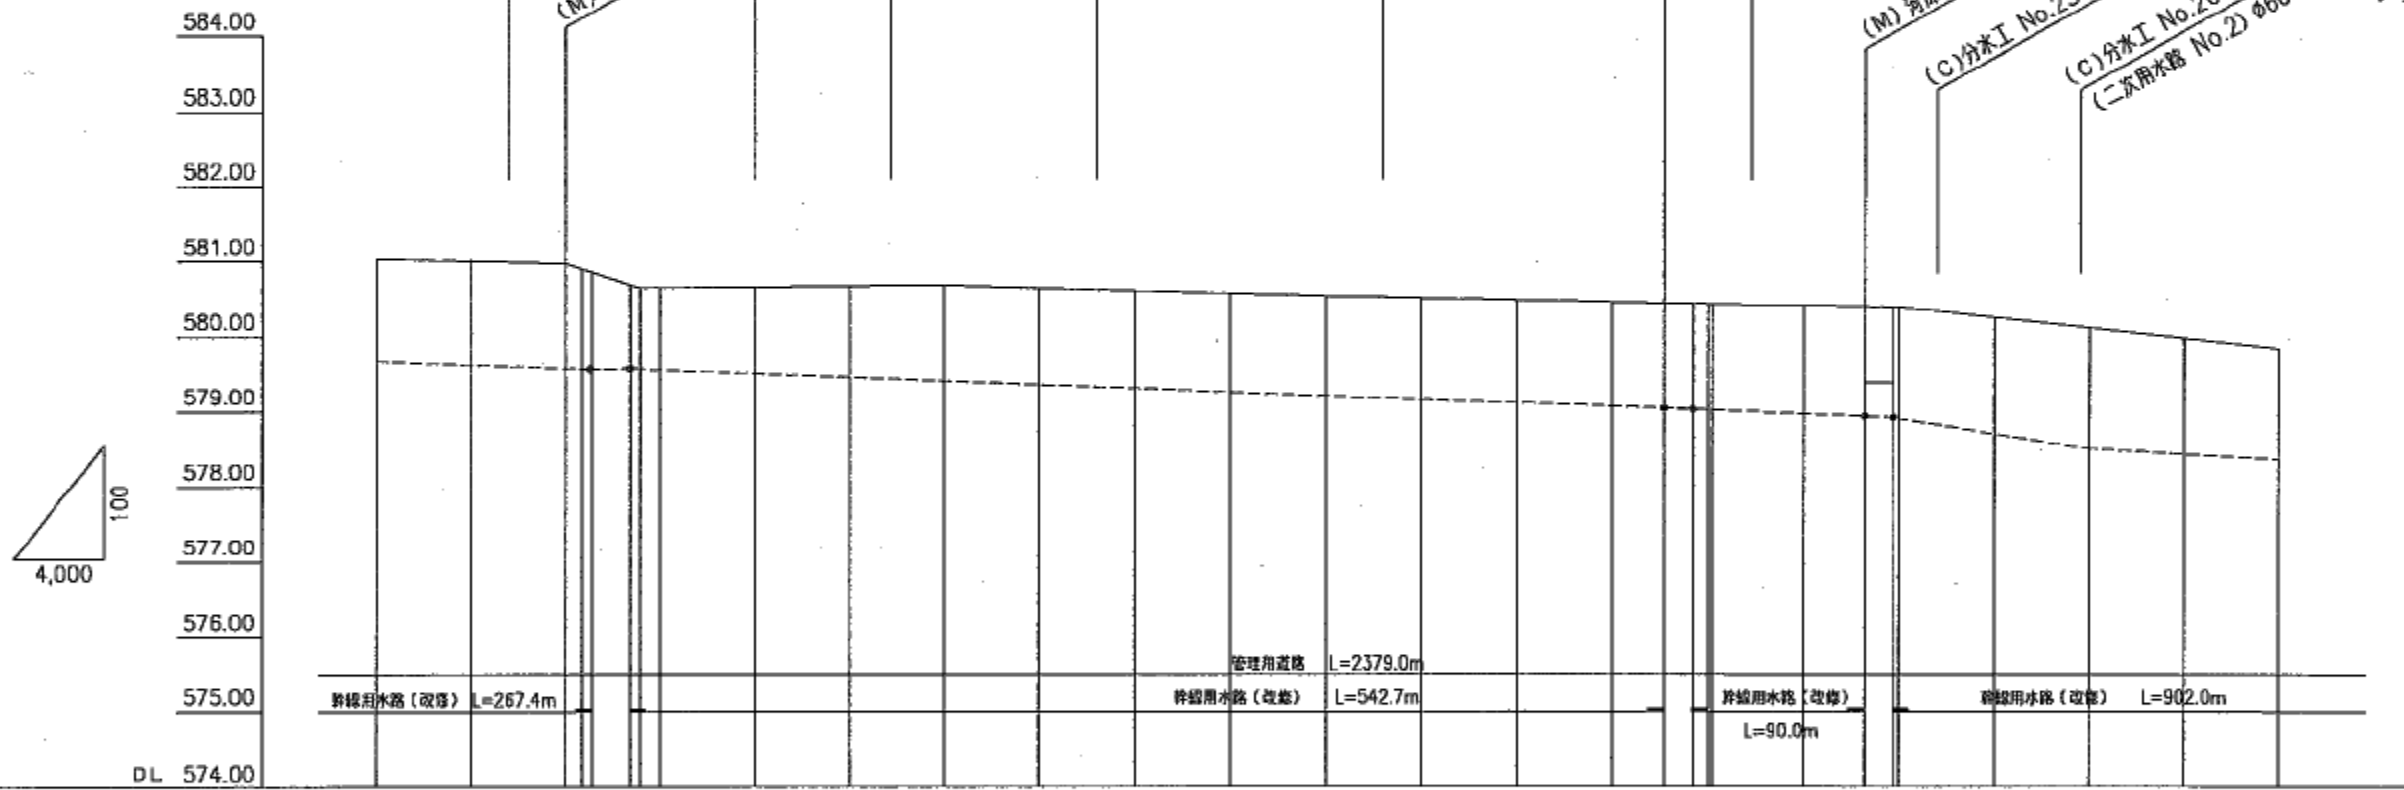 584.00
583.00
582.00
581.00
580.00
579.00
578.00
577.00
576.00
575.00
DL 574.00
100
4,000
(M)
(M)
(C)分水工 No.2
(C)分水工 No.2
(二次用水路 No.2) φ60
管理用道路 L=2379.0m
幹線用水路(改修) L=267.4m
幹線用水路(改修) L=542.7m
幹線用水路(改修)
L=90.0m
幹線用水路(改修) L=902.0m